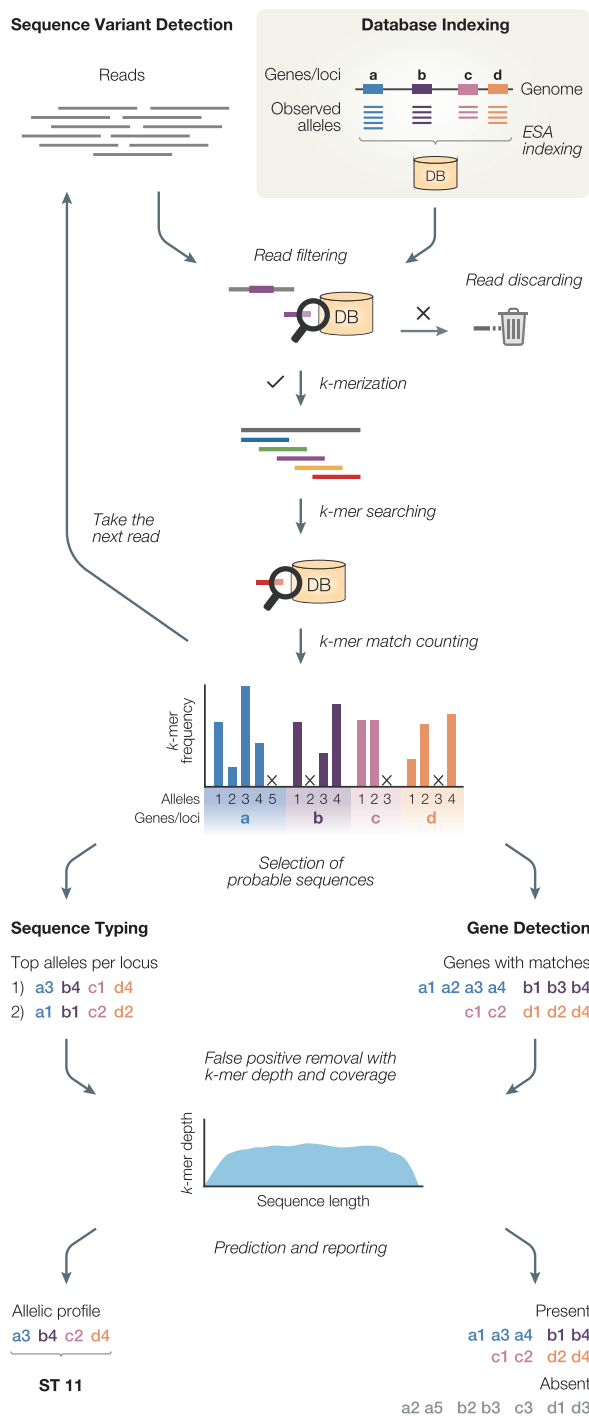 Sequence Variant Detection
Reads
Database Indexing
Genes/loci
a b c d
Genome
Observed
alleles
ESA
indexing
DB
Read filtering
DB
Read discarding
k-merization
k-mer searching
Take the
next read
DB
k-mer match counting
k-mer
frequency
Alleles 1 2 3 4 5 1 2 3 4 1 2 3 1 2 3 4
Genes/loci a b c d
Selection of
probable sequences
Sequence Typing
Top alleles per locus
1) a3 b4 c1 d4
2) a1 b1 c2 d2
Gene Detection
Genes with matches
a1 a2 a3 a4 b1 b3 b4
c1 c2 d1 d2 d4
False positive removal with
k-mer depth and coverage
k-mer depth
Sequence length
Prediction and reporting
Allelic profile
a3 b4 c2 d4
ST 11
Present
a1 a3 a4 b1 b4
c1 c2 d2 d4
Absent
a2 a5 b2 b3 c3 d1 d3